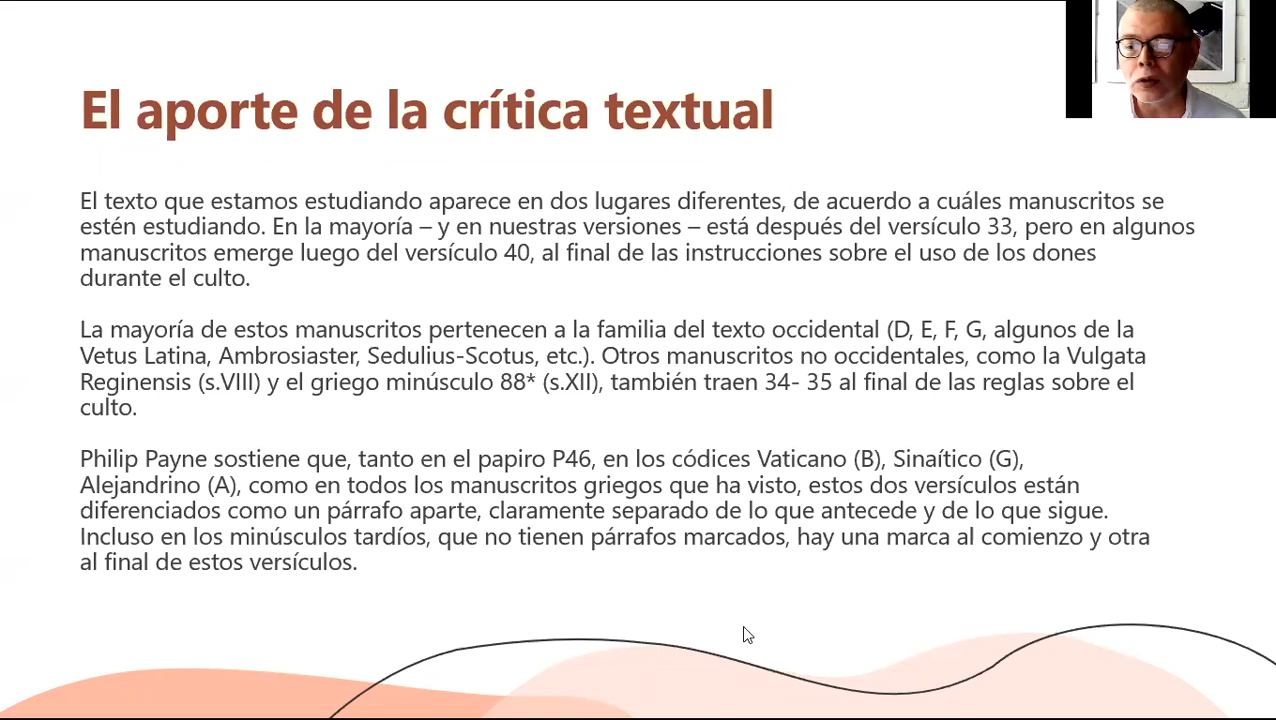 El aporte de la crítica textual
El texto que estamos estudiando aparece en dos lugares diferentes, de acuerdo a cuáles manuscritos se
estén estudiando. En la mayoría – y en nuestras versiones – está después del versículo 33, pero en algunos
manuscritos emerge luego del versículo 40, al final de las instrucciones sobre el uso de los dones
durante el culto.
La mayoría de estos manuscritos pertenecen a la familia del texto occidental (D, E, F, G, algunos de la
Vetus Latina, Ambrosiaster, Sedulius-Scotus, etc.). Otros manuscritos no occidentales, como la Vulgata
Reginensis (s.VIII) y el griego minúsculo 88* (s.XII), también traen 34- 35 al final de las reglas sobre el
culto.
Philip Payne sostiene que, tanto en el papiro P46, en los códices Vaticano (B), Sinaítico (G),
Alejandrino (A), como en todos los manuscritos griegos que ha visto, estos dos versículos están
diferenciados como un párrafo aparte, claramente separado de lo que antecede y de lo que sigue.
Incluso en los minúsculos tardíos, que no tienen párrafos marcados, hay una marca al comienzo y otra
al final de estos versículos.